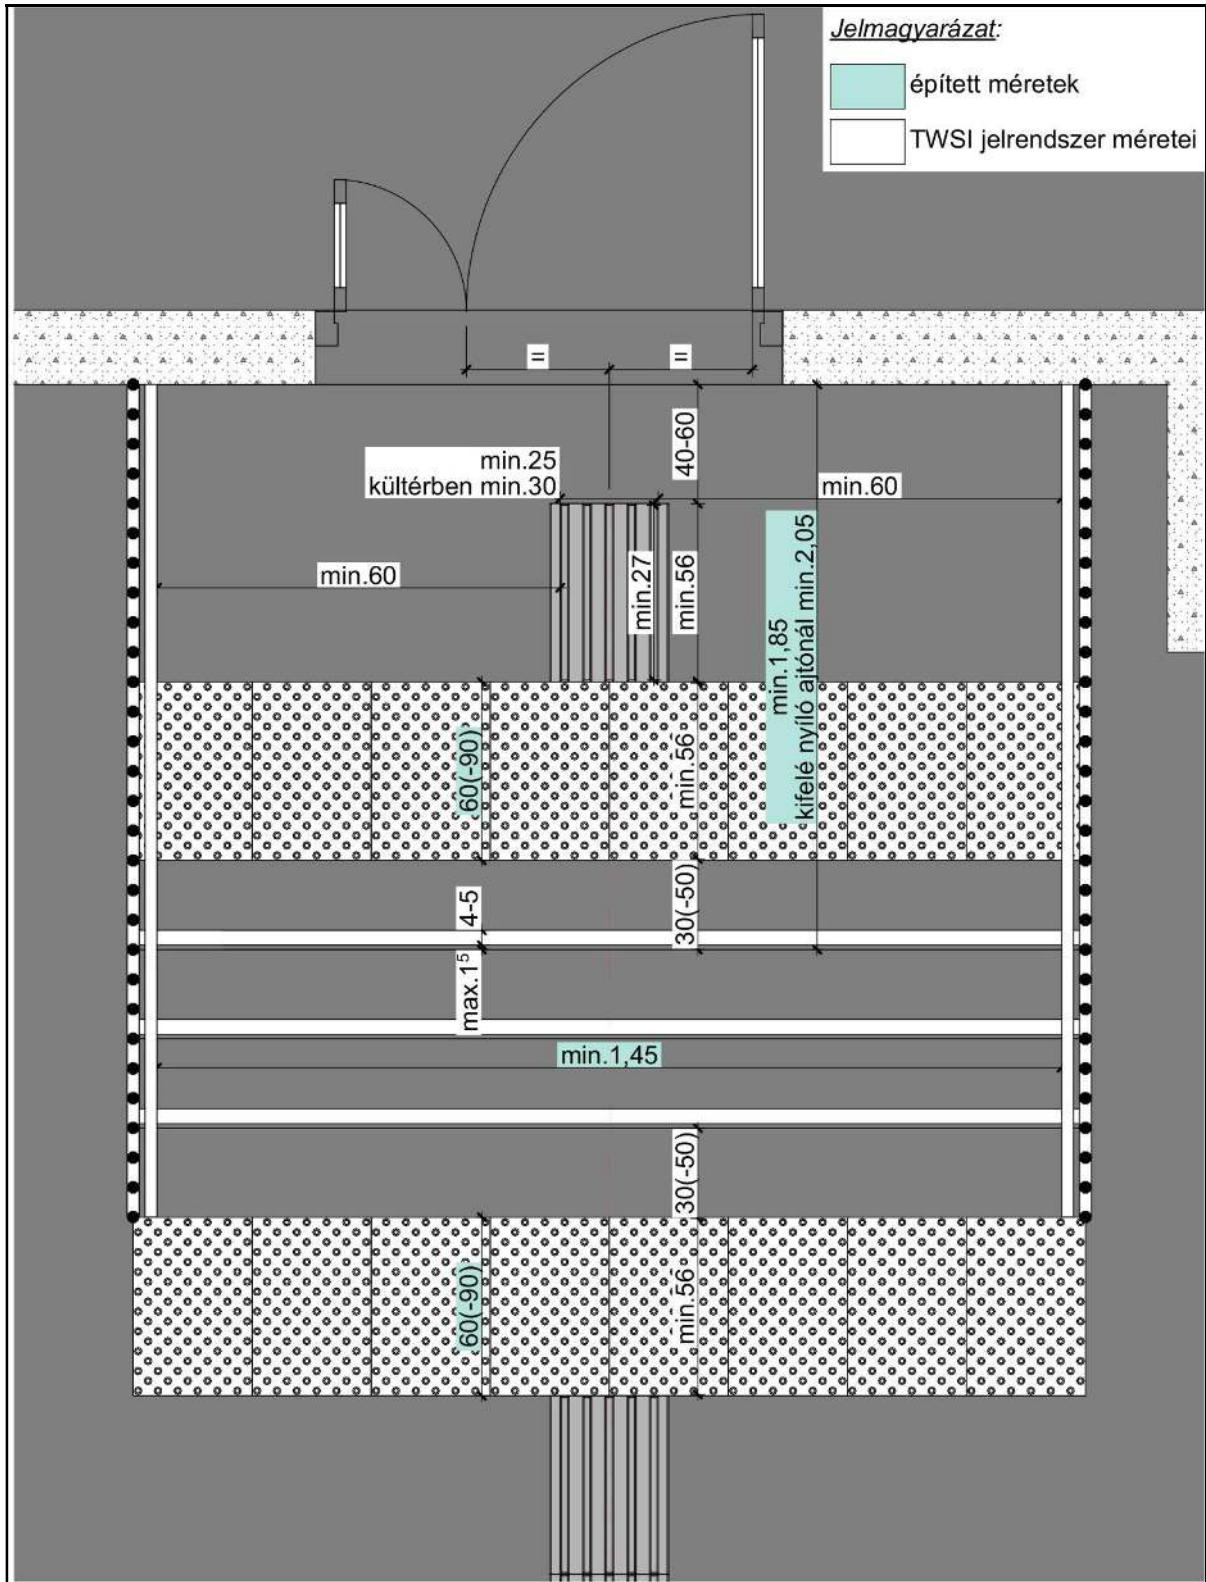 Jelmagyarázat:
épített méretek
TWSI jelrendszer méretei
=
=
40-60
min.25
kültérben min.30
min.60
min.60
min.27
min.56
min.1,85
kifelé nyíló ajtónál min.2,05
60(-90)
min.56
4-5
30(-50)
max.1⁵
min.1,45
30(-50)
60(-90)
min.56